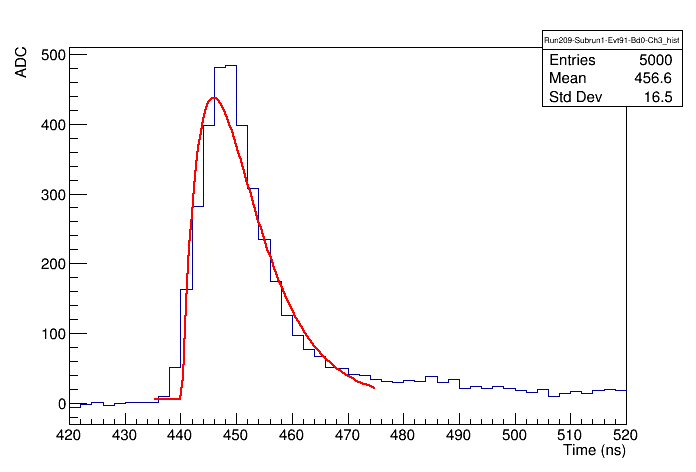 Run209-Subrun1-Evt91-Bd0-Ch3_hist
Entries 5000
Mean 456.6
Std Dev 16.5
ADC
500
400
300
200
100
0
420 430 440 450 460 470 480 490 500 510 520
Time (ns)